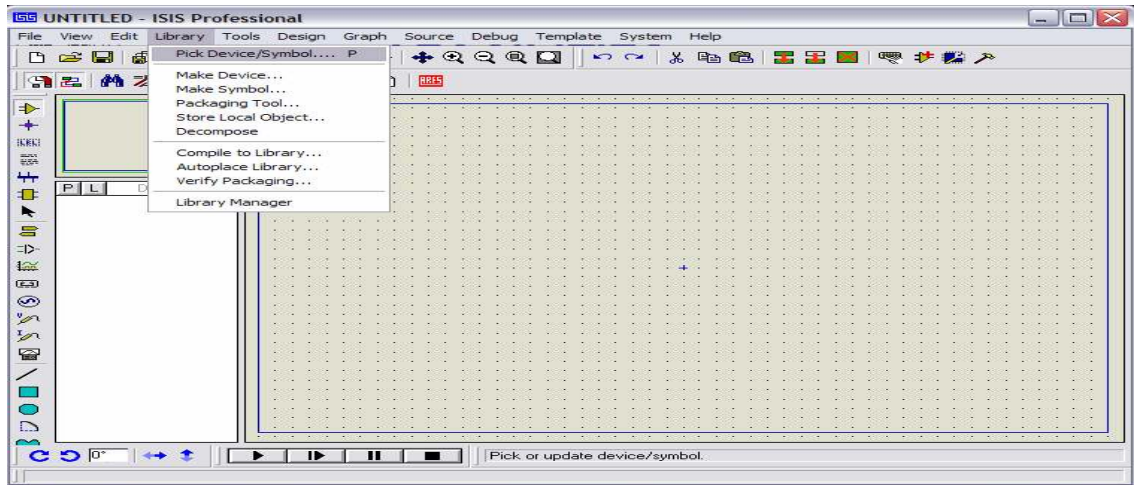 ISIS UNTITLED - ISIS Professional
File View Edit Library Tools Design Graph Source Debug Template System Help
Pick Device/Symbol.... P
ARES
Make Device...
Make Symbol...
Packaging Tool...
Store Local Object...
Decompose
Compile to Library...
Autoplace Library...
Verify Packaging...
P L D
Library Manager
0°
Pick or update device/symbol.